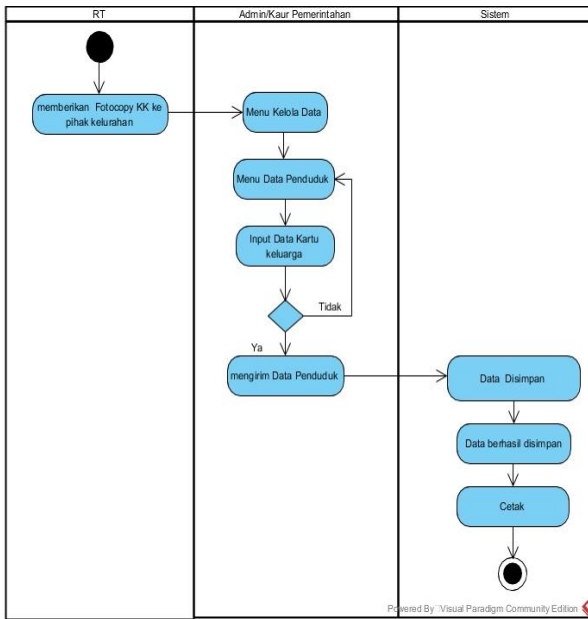 RT
Admin/Kaur Pemerintahan
Sistem
memberikan Fotocopy KK ke
pihak kelurahan
Menu Kelola Data
Menu Data Penduduk
Input Data Kartu
keluarga
Tidak
Ya
mengirim Data Penduduk
Data Disimpan
Data berhasil disimpan
Cetak
Powered By Visual Paradigm Community Edition